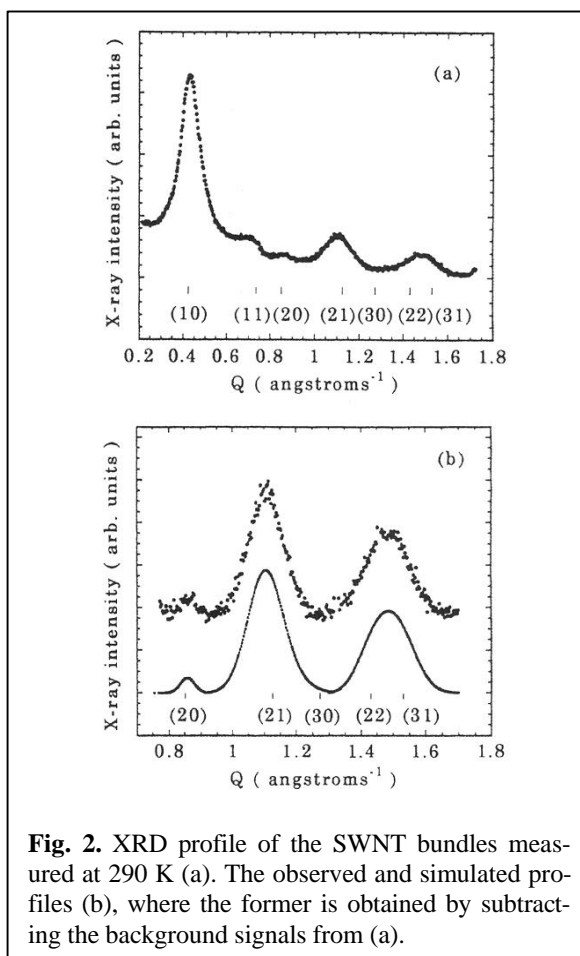 (a)
X-ray intensity ( arb. units )
(10) (11) (20) (21) (30) (22) (31)
0.2 0.4 0.6 0.8 1 1.2 1.4 1.6 1.8
Q ( angstroms⁻¹ )
(b)
X-ray intensity ( arb. units )
(20) (21) (30) (22) (31)
0.8 1 1.2 1.4 1.6 1.8
Q ( angstroms⁻¹ )
Fig. 2. XRD profile of the SWNT bundles meas-
ured at 290 K (a). The observed and simulated pro-
files (b), where the former is obtained by subtract-
ing the background signals from (a).